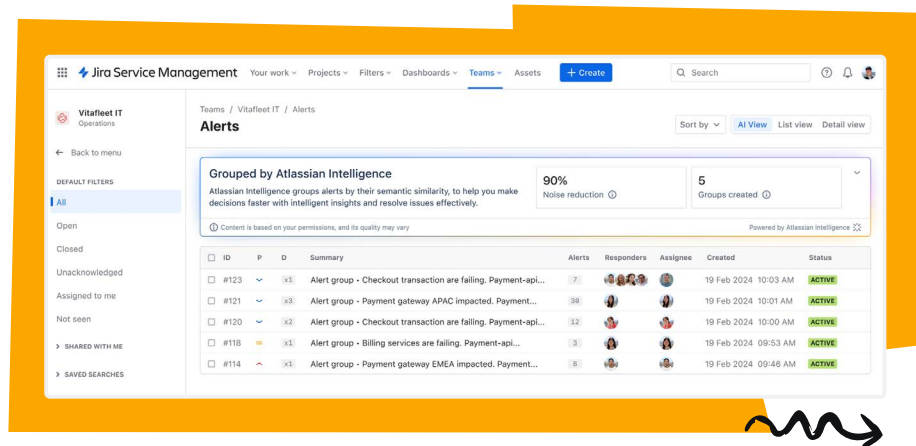 Jira Service Management Your work Projects Filters Dashboards Teams Assets + Create Search
Vitafleet IT
Operations
Back to menu
DEFAULT FILTERS
All
Open
Closed
Unacknowledged
Assigned to me
Not seen
SHARED WITH ME
SAVED SEARCHES
Teams / Vitafleet IT / Alerts
Alerts
Sort by AI View List view Detail view
Grouped by Atlassian Intelligence
Atlassian Intelligence groups alerts by their semantic similarity, to help you make
decisions faster with intelligent insights and resolve issues effectively.
90%
Noise reduction
5
Groups created
Content is based on your permissions, and its quality may vary
Powered by Atlassian Intelligence
ID P D Summary Alerts Responders Assignee Created Status
#123 x1 Alert group • Checkout transaction are failing. Payment-api... 7 19 Feb 2024 10:03 AM ACTIVE
#121 x3 Alert group • Payment gateway APAC impacted. Payment... 30 19 Feb 2024 10:01 AM ACTIVE
#120 x2 Alert group • Checkout transaction are failing. Payment-api... 12 19 Feb 2024 10:00 AM ACTIVE
#118 x1 Alert group • Billing services are failing. Payment-api... 3 19 Feb 2024 09:53 AM ACTIVE
#114 x1 Alert group • Payment gateway EMEA impacted. Payment... 8 19 Feb 2024 09:46 AM ACTIVE